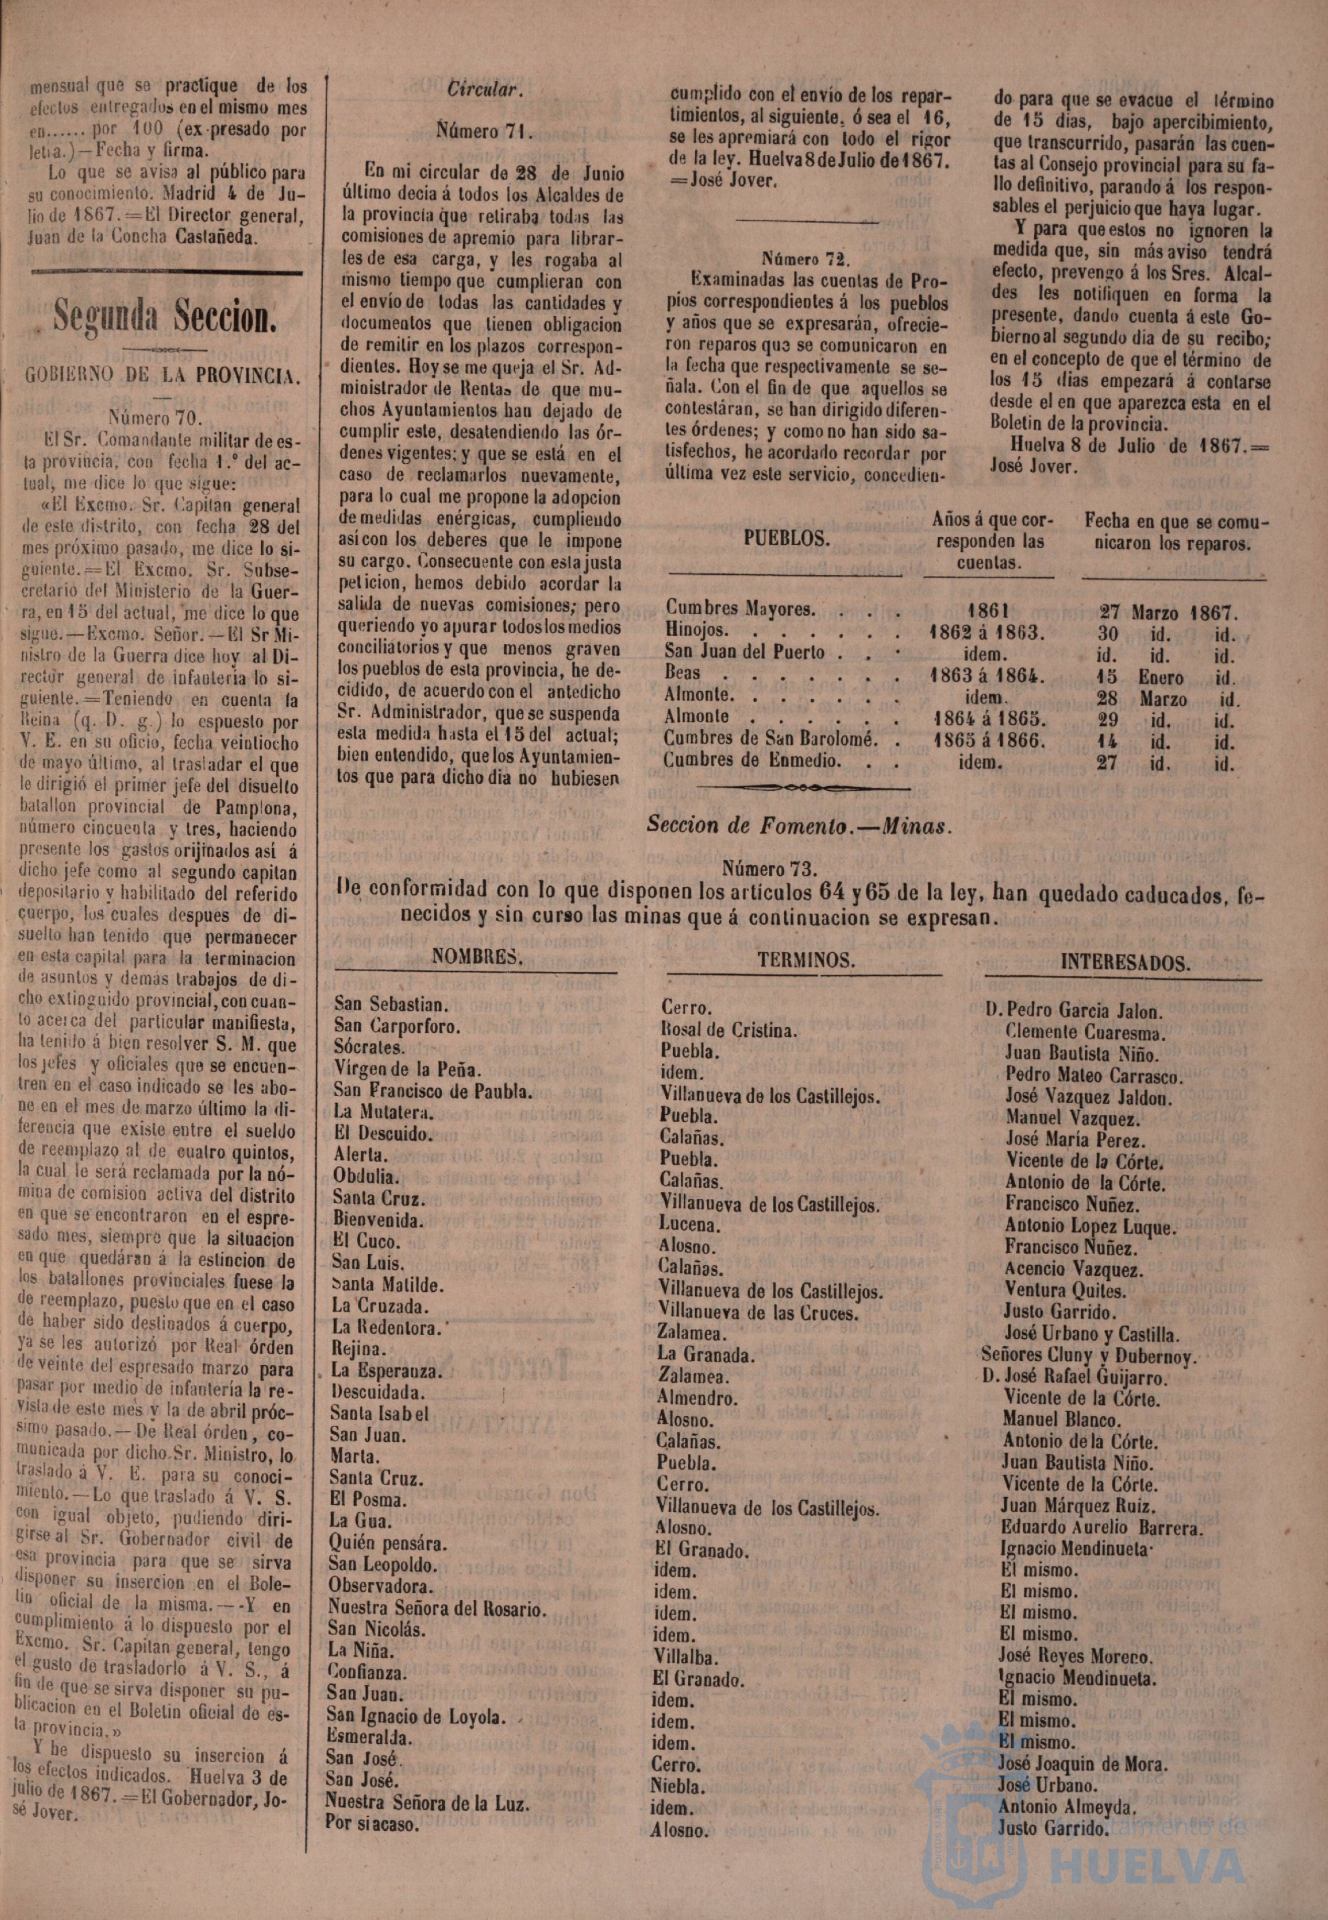 mensual que se practique de los
efectos entregados en el mismo mes
en...... por 100 (ex-presado por
letra.)—Fecha y firma.
Lo que se avisa al público para
su conocimiento. Madrid 4 de Ju-
lio de 1867.=El Director general,
Juan de la Concha Castañeda.
Segunda Seccion.
GOBIERNO DE LA PROVINCIA.
Número 70.
El Sr. Comandante militar de es-
ta provincia, con fecha 1.º del ac-
tual, me dice lo que sigue:
«El Excmo. Sr. Capitan general
de este distrito, con fecha 28 del
mes próximo pasado, me dice lo si-
guiente.=El Excmo. Sr. Subse-
cretario del Ministerio de la Guer-
ra, en 15 del actual, me dice lo que
sigue.—Excmo. Señor.—El Sr Mi-
nistro de la Guerra dice hoy al Di-
rector general de infanteria lo si-
guiente.=Teniendo en cuenta la
Reina (q. D. g.) lo espuesto por
V. E. en su oficio, fecha veintiocho
de mayo último, al trasladar el que
le dirigió el primer jefe del disuelto
batallon provincial de Pamplona,
número cincuenta y tres, haciendo
presente los gastos orijinados así á
dicho jefe como al segundo capitan
depositario y habilitado del referido
cuerpo, los cuales despues de di-
suelto han tenido que permanecer
en esta capital para la terminacion
de asuntos y demás trabajos de di-
cho extinguido provincial, con cuan-
to acerca del particular manifiesta,
ha tenido á bien resolver S. M. que
los jefes y oficiales que se encuen-
tren en el caso indicado se les abo-
ne en el mes de marzo último la di-
ferencia que existe entre el sueldo
de reemplazo al de cuatro quintos,
la cual le será reclamada por la nó-
mina de comision activa del distrito
en que se encontraron en el espre-
sado mes, siempre que la situacion
en que quedáran á la estincion de
los batallones provinciales fuese la
de reemplazo, puesto que en el caso
de haber sido destinados á cuerpo,
ya se les autorizó por Real órden
de veinte del espresado marzo para
pasar por medio de infantería la re-
vista de este mes y la de abril próc-
simo pasado.—De Real órden, co-
municada por dicho Sr. Ministro, lo
traslado á V. E. para su conoci-
miento.—Lo que traslado á V. S.
con igual objeto, pudiendo diri-
girse al Sr. Gobernador civil de
esa provincia para que se sirva
disponer su insercion en el Bole-
tin oficial de la misma.—-Y en
cumplimiento á lo dispuesto por el
Excmo. Sr. Capitan general, tengo
el gusto de trasladorlo á V. S., á
fin de que se sirva disponer su pu-
blicacion en el Boletin oficial de es-
ta provincia.»
Y he dispuesto su insercion á
los efectos indicados. Huelva 3 de
julio de 1867.=El Gobernador, Jo-
sé Jover.
Circular.
Número 71.
En mi circular de 28 de Junio
último decia á todos los Alcaldes de
la provincia que retiraba todas las
comisiones de apremio para librar-
les de esa carga, y les rogaba al
mismo tiempo que cumplieran con
el envio de todas las cantidades y
documentos que tienen obligacion
de remitir en los plazos correspon-
dientes. Hoy se me queja el Sr. Ad-
ministrador de Rentas de que mu-
chos Ayuntamientos han dejado de
cumplir este, desatendiendo las ór-
denes vigentes; y que se está en el
caso de reclamarlos nuevamente,
para lo cual me propone la adopcion
de medidas enérgicas, cumpliendo
así con los deberes que le impone
su cargo. Consecuente con esta justa
peticion, hemos debido acordar la
salida de nuevas comisiones; pero
queriendo yo apurar todos los medios
conciliatorios y que menos graven
los pueblos de esta provincia, he de-
cidido, de acuerdo con el antedicho
Sr. Administrador, que se suspenda
esta medida hasta el 15 del actual;
bien entendido, que los Ayuntamien-
tos que para dicho dia no hubiesen
cumplido con el envio de los repar-
timientos, al siguiente, ó sea el 16,
se les apremiará con todo el rigor
de la ley. Huelva 8 de Julio de 1867.
=José Jover.
Número 72.
Examinadas las cuentas de Pro-
pios correspondientes á los pueblos
y años que se expresarán, ofrecie-
ron reparos que se comunicaron en
la fecha que respectivamente se se-
ñala. Con el fin de que aquellos se
contestáran, se han dirigido diferen-
tes órdenes; y como no han sido sa-
tisfechos, he acordado recordar por
última vez este servicio, concedien-
do para que se evacue el término
de 15 dias, bajo apercibimiento,
que transcurrido, pasarán las cuen-
tas al Consejo provincial para su fa-
llo definitivo, parando á los respon-
sables el perjuicio que haya lugar.
Y para que estos no ignoren la
medida que, sin más aviso tendrá
efecto, prevengo á los Sres. Alcal-
des les notifiquen en forma la
presente, dando cuenta á este Go-
bierno al segundo dia de su recibo;
en el concepto de que el término de
los 15 dias empezará á contarse
desde el en que aparezca esta en el
Boletin de la provincia.
Huelva 8 de Julio de 1867.=
José Jover.
PUEBLOS. Años á que cor- Fecha en que se comu-
responden las nicaron los reparos.
cuentas.
Cumbres Mayores. . . . 1861 27 Marzo 1867.
Hinojos. . . . . . . 1862 á 1863. 30 id. id.
San Juan del Puerto . . . idem. id. id. id.
Beas . . . . . . . 1863 á 1864. 15 Enero id.
Almonte. . . . . . . idem. 28 Marzo id.
Almonte . . . . . . 1864 á 1865. 29 id. id.
Cumbres de San Barolomé. . 1865 á 1866. 14 id. id.
Cumbres de Enmedio. . . idem. 27 id. id.
Seccion de Fomento.—Minas.
Número 73.
De conformidad con lo que disponen los artículos 64 y 65 de la ley, han quedado caducados, fe-
necidos y sin curso las minas que á continuacion se expresan.
NOMBRES. TERMINOS. INTERESADOS.
San Sebastian. Cerro. D. Pedro Garcia Jalon.
San Carporforo. Rosal de Cristina. Clemente Cuaresma.
Sócrates. Puebla. Juan Bautista Niño.
Vírgen de la Peña. idem. Pedro Mateo Carrasco.
San Francisco de Paubla. Villanueva de los Castillejos. José Vazquez Jaldon.
La Mulatera. Puebla. Manuel Vazquez.
El Descuido. Calañas. José Maria Perez.
Alerta. Puebla. Vicente de la Córte.
Obdulia. Calañas. Antonio de la Córte.
Santa Cruz. Villanueva de los Castillejos. Francisco Nuñez.
Bienvenida. Lucena. Antonio Lopez Luque.
El Cuco. Alosno. Francisco Nuñez.
San Luis. Calañas. Acencio Vazquez.
Santa Matilde. Villanueva de los Castillejos. Ventura Quites.
La Cruzada. Villanueva de las Cruces. Justo Garrido.
La Redentora. Zalamea. José Urbano y Castilla.
Rejina. La Granada. Señores Cluny y Dubernoy.
La Esperanza. Zalamea. D. José Rafael Guijarro.
Descuidada. Almendro. Vicente de la Córte.
Santa Isabel Alosno. Manuel Blanco.
San Juan. Calañas. Antonio de la Córte.
Marta. Puebla. Juan Bautista Niño.
Santa Cruz. Cerro. Vicente de la Córte.
El Posma. Villanueva de los Castillejos. Juan Márquez Ruiz.
La Gua. Alosno. Eduardo Aurelio Barrera.
Quién pensára. El Granado. Ignacio Mendinueta.
San Leopoldo. idem. El mismo.
Observadora. idem. El mismo.
Nuestra Señora del Rosario. idem. El mismo.
San Nicolás. idem. El mismo.
La Niña. Villalba. José Reyes Moreno.
Confianza. El Granado. Ignacio Mendinueta.
San Juan. idem. El mismo.
San Ignacio de Loyola. idem. El mismo.
Esmeralda. idem. El mismo.
San José. Cerro. José Joaquin de Mora.
San José. Niebla. José Urbano.
Nuestra Señora de la Luz. idem. Antonio Almeyda.
Por si acaso. Alosno. Justo Garrido.
Ayuntamiento de
HUELVA